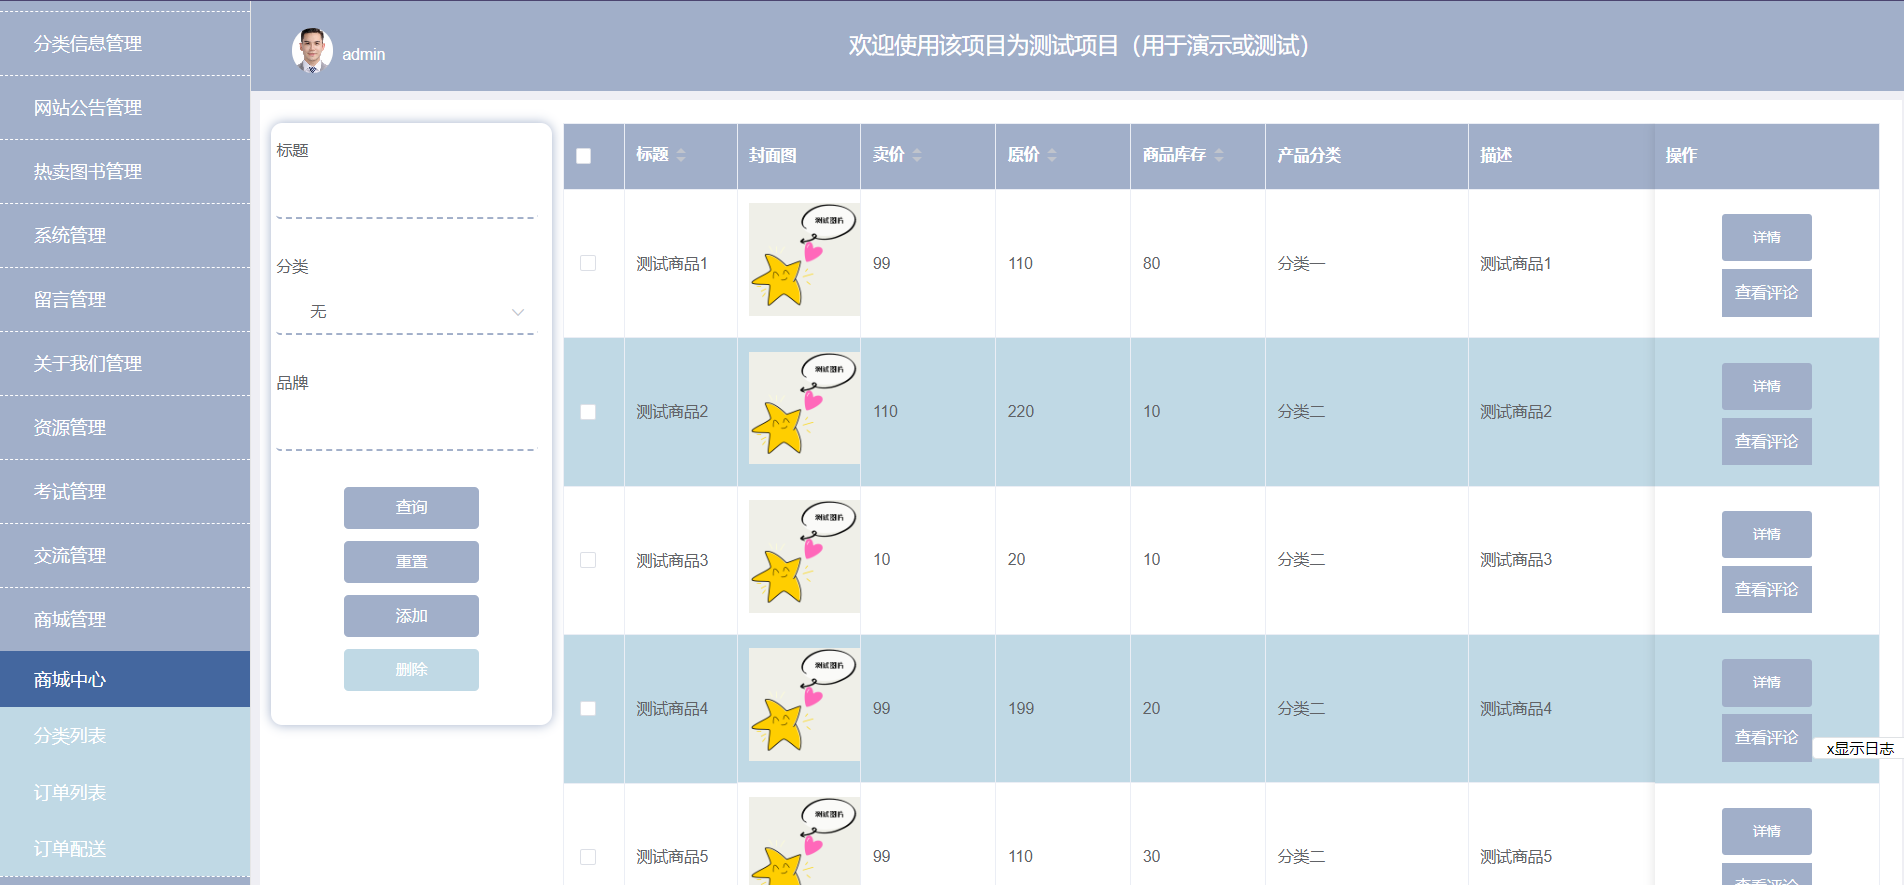 分类信息管理
网站公告管理
热卖图书管理
系统管理
留言管理
关于我们管理
资源管理
考试管理
交流管理
商城管理
商城中心
分类列表
订单列表
订单配送
admin
欢迎使用该项目为测试项目（用于演示或测试）
标题
分类
无
品牌
查询
重置
添加
删除
标题 封面图 卖价 原价 商品库存 产品分类 描述 操作
测试图片
测试商品1 99 110 80 分类一 测试商品1
详情
查看评论
测试图片
测试商品2 110 220 10 分类二 测试商品2
详情
查看评论
测试图片
测试商品3 10 20 10 分类二 测试商品3
详情
查看评论
测试图片
测试商品4 99 199 20 分类二 测试商品4
详情
查看评论
x显示日志
测试图片
测试商品5 99 110 30 分类二 测试商品5
详情
查看评论